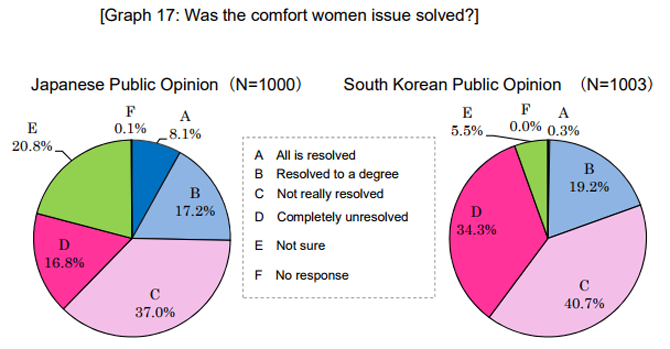 [Graph 17: Was the comfort women issue solved?]
Japanese Public Opinion （N=1000）
F
0.1%
A
8.1%
E
20.8%
B
17.2%
D
16.8%
C
37.0%
A All is resolved
B Resolved to a degree
C Not really resolved
D Completely unresolved
E Not sure
F No response
South Korean Public Opinion （N=1003）
E
5.5%
F
0.0%
A
0.3%
B
19.2%
D
34.3%
C
40.7%